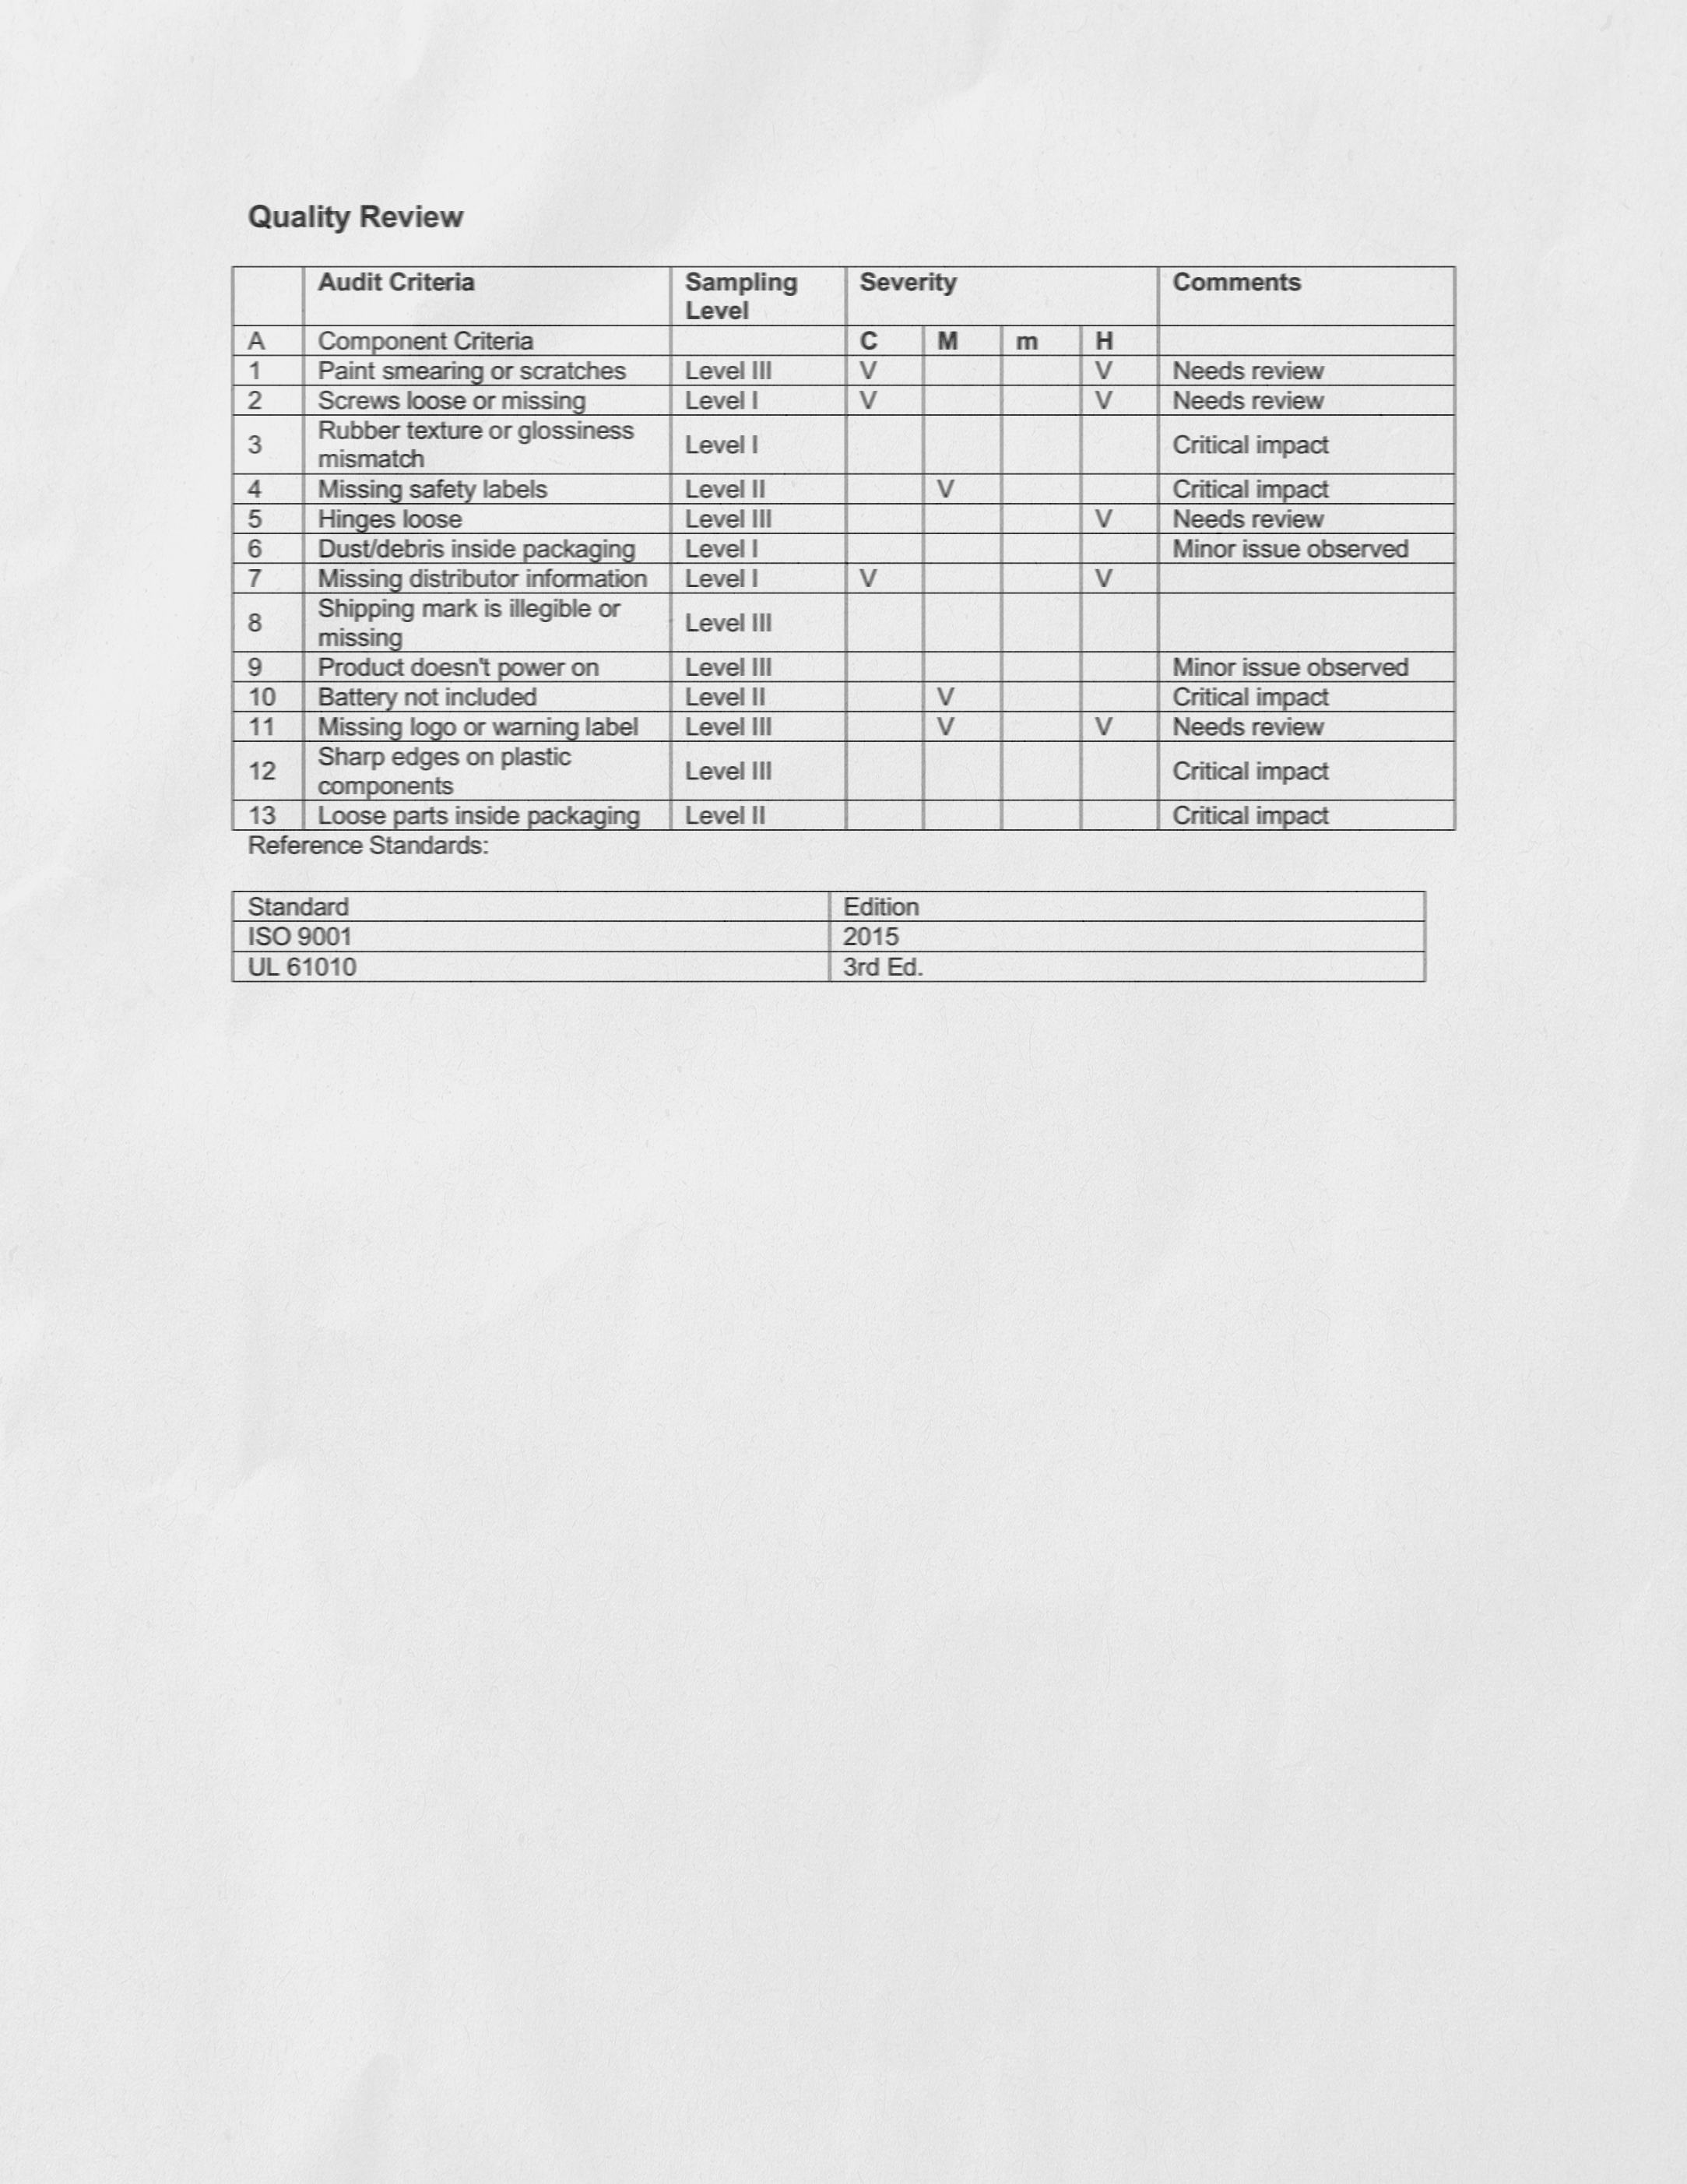 Quality Review
Audit Criteria Sampling Level Severity Comments
A Component Criteria C M m H
1 Paint smearing or scratches Level III V V Needs review
2 Screws loose or missing Level I V V Needs review
3 Rubber texture or glossiness mismatch Level I Critical impact
4 Missing safety labels Level II V Critical impact
5 Hinges loose Level III V Needs review
6 Dust/debris inside packaging Level I Minor issue observed
7 Missing distributor information Level I V V
8 Shipping mark is illegible or missing Level III
9 Product doesn't power on Level III Minor issue observed
10 Battery not included Level II V Critical impact
11 Missing logo or warning label Level III V V Needs review
12 Sharp edges on plastic components Level III Critical impact
13 Loose parts inside packaging Level II Critical impact
Reference Standards:
Standard Edition
ISO 9001 2015
UL 61010 3rd Ed.